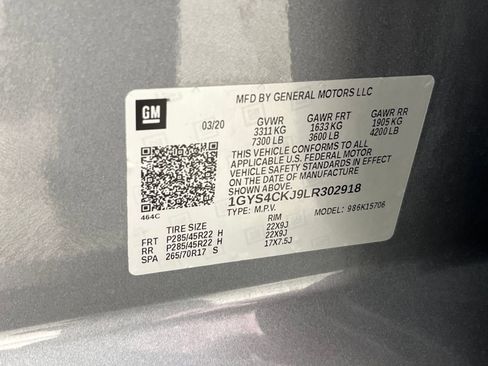 GM
MFD BY GENERAL MOTORS LLC
03/20 GVWR GAWR FRT GAWR RR
3311 KG 1633 KG 1905 KG
7300 LB 3600 LB 4200 LB
THIS VEHICLE CONFORMS TO ALL
APPLICABLE U.S. FEDERAL MOTOR
VEHICLE SAFETY STANDARDS IN EFFECT
ON THE DATE OF MANUFACTURE
SHOWN ABOVE.
1GYS4CKJ9LR302918
464C TYPE: M.P.V. 986K15706
TIRE SIZE RIM
FRT P285/45R22 H 22X9J
RR P285/45R22 H 22X9J
SPA 265/70R17 S 17X7.5J